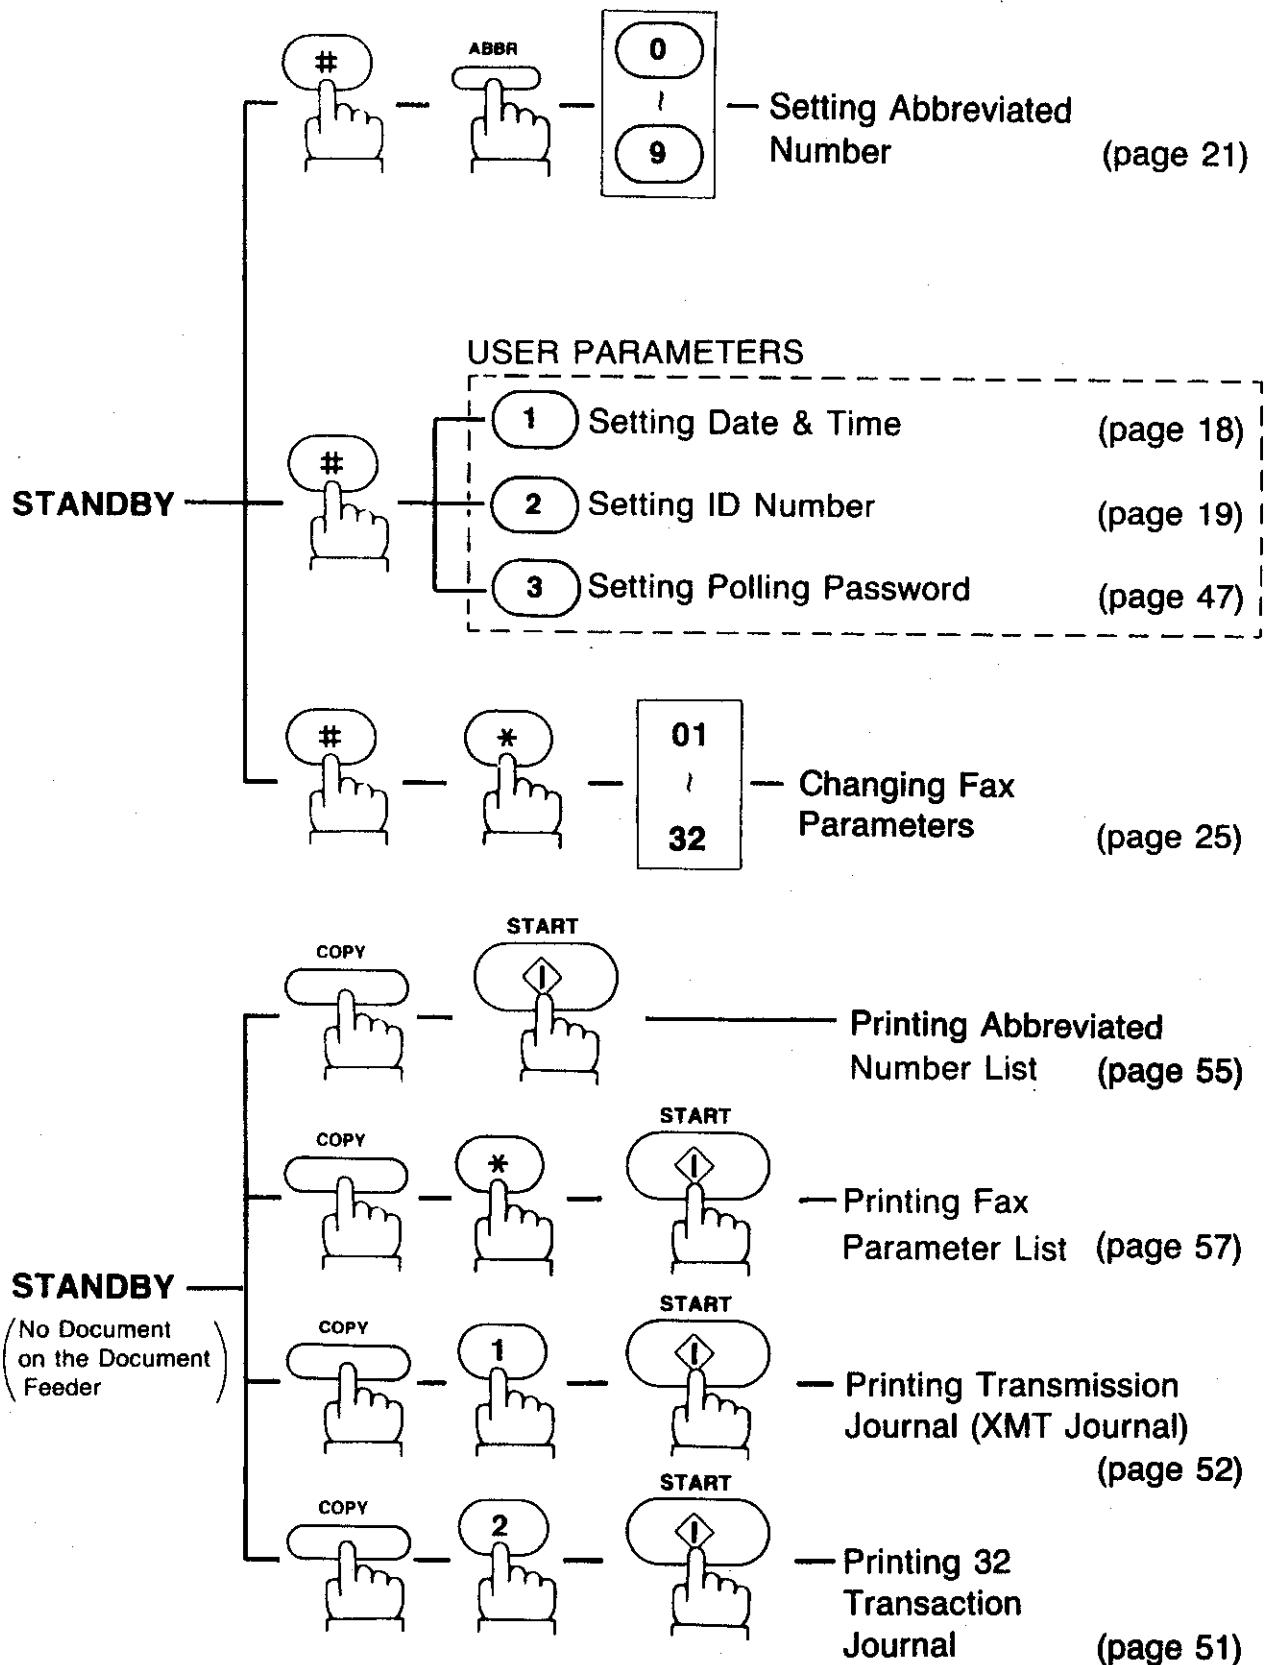 #
ABBR
0
~
9
Setting Abbreviated
Number (page 21)
USER PARAMETERS
1 Setting Date & Time (page 18)
STANDBY
#
2 Setting ID Number (page 19)
3 Setting Polling Password (page 47)
#
*
01
~
32
Changing Fax
Parameters (page 25)
COPY
START
Printing Abbreviated
Number List (page 55)
COPY
*
START
Printing Fax
Parameter List (page 57)
STANDBY
(No Document
on the Document
Feeder)
COPY
1
START
Printing Transmission
Journal (XMT Journal)
(page 52)
COPY
2
START
Printing 32
Transaction
Journal (page 51)